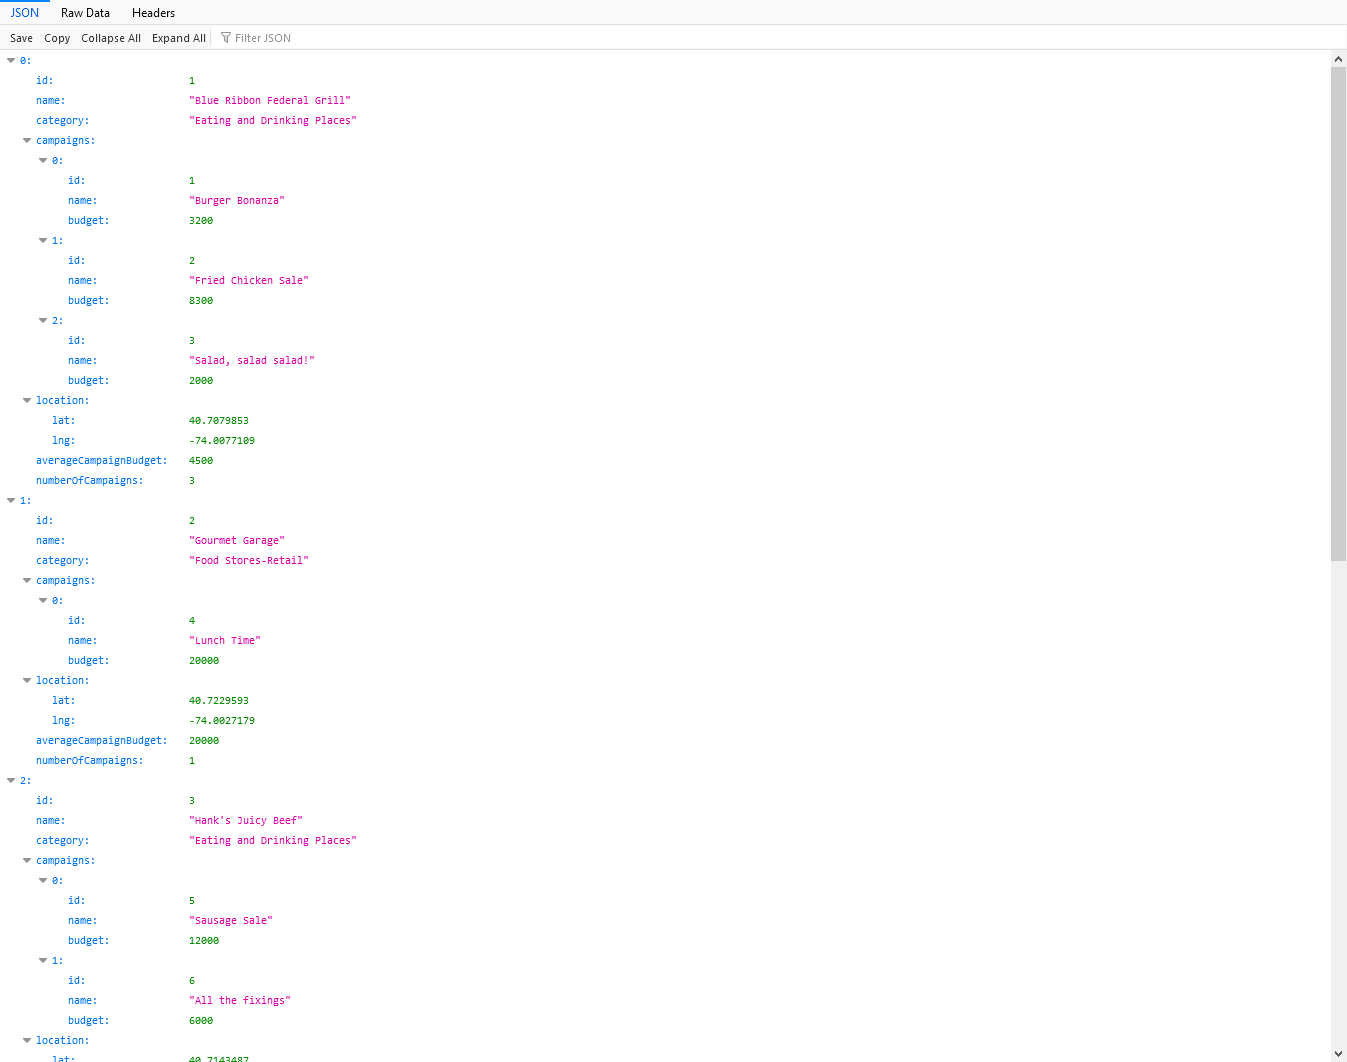 JSON Raw Data Headers
Save Copy Collapse All Expand All Filter JSON
0:
id: 1
name: "Blue Ribbon Federal Grill"
category: "Eating and Drinking Places"
campaigns:
0:
id: 1
name: "Burger Bonanza"
budget: 3200
1:
id: 2
name: "Fried Chicken Sale"
budget: 8300
2:
id: 3
name: "Salad, salad salad!"
budget: 2000
location:
lat: 40.7079853
lng: -74.0077109
averageCampaignBudget: 4500
numberOfCampaigns: 3
1:
id: 2
name: "Gourmet Garage"
category: "Food Stores-Retail"
campaigns:
0:
id: 4
name: "Lunch Time"
budget: 20000
location:
lat: 40.7229593
lng: -74.0027179
averageCampaignBudget: 20000
numberOfCampaigns: 1
2:
id: 3
name: "Hank's Juicy Beef"
category: "Eating and Drinking Places"
campaigns:
0:
id: 5
name: "Sausage Sale"
budget: 12000
1:
id: 6
name: "All the fixings"
budget: 6000
location:
lat: 40.7143487